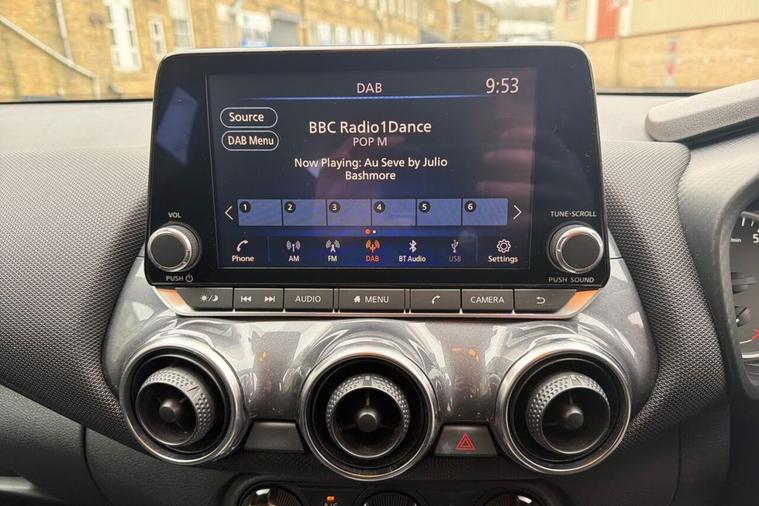 DAB
9:53
Source
BBC Radio1Dance
DAB Menu
POP M
Now Playing: Au Seve by Julio
Bashmore
1 2 3 4 5 6
VOL
TUNE·SCROLL
Phone AM FM DAB BT Audio USB Settings
PUSH
PUSH SOUND
AUDIO MENU CAMERA
A/C